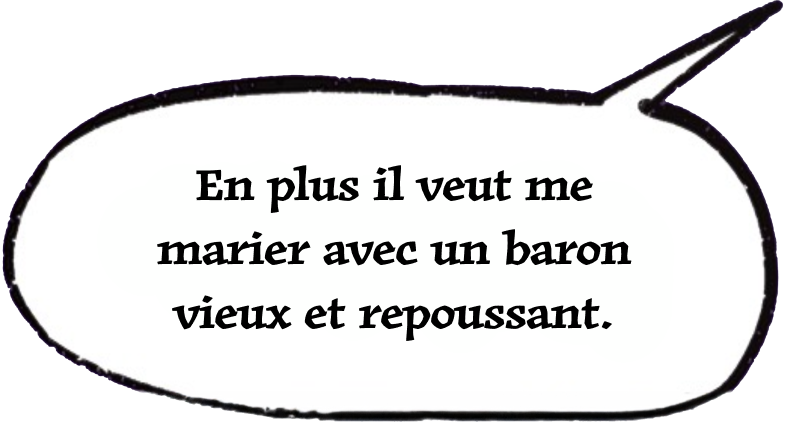 En plus il veut me
marier avec un baron
vieux et repoussant.